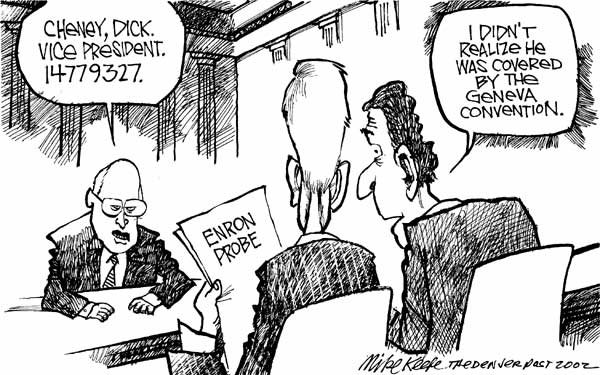 CHENEY, DICK.
VICE PRESIDENT.
14779327.
I DIDN'T
REALIZE HE
WAS COVERED
BY THE
GENEVA
CONVENTION.
ENRON
PROBE
Mike Keefe THE DENVER POST 2002